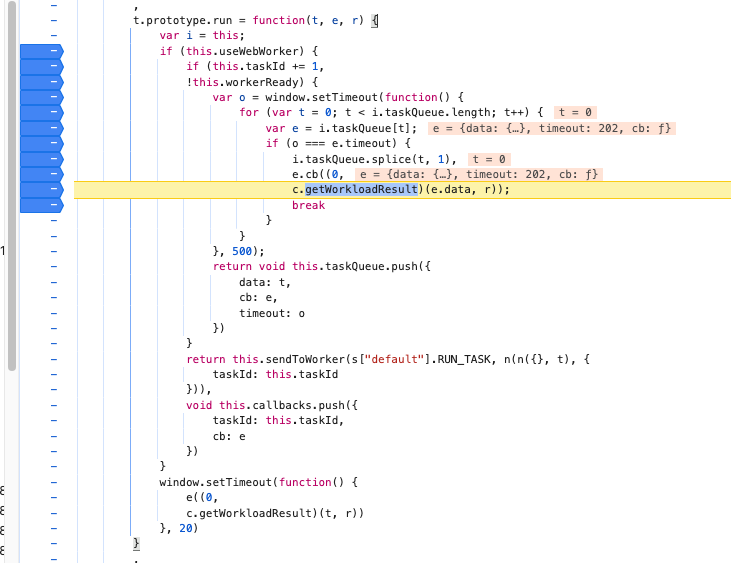 ,
t.prototype.run = function(t, e, r) {
var i = this;
if (this.useWebWorker) {
if (this.taskId += 1,
!this.workerReady) {
var o = window.setTimeout(function() {
for (var t = 0; t < i.taskQueue.length; t++) { t = 0
var e = i.taskQueue[t]; e = {data: {…}, timeout: 202, cb: ƒ}
if (o === e.timeout) {
i.taskQueue.splice(t, 1), t = 0
e.cb((0, e = {data: {…}, timeout: 202, cb: ƒ}
c.getWorkloadResult)(e.data, r));
break
}
}
}, 500);
return void this.taskQueue.push({
data: t,
cb: e,
timeout: o
})
}
return this.sendToWorker(s["default"].RUN_TASK, n(n({}, t), {
taskId: this.taskId
})),
void this.callbacks.push({
taskId: this.taskId,
cb: e
})
}
window.setTimeout(function() {
e((0,
c.getWorkloadResult)(t, r))
}, 20)
}